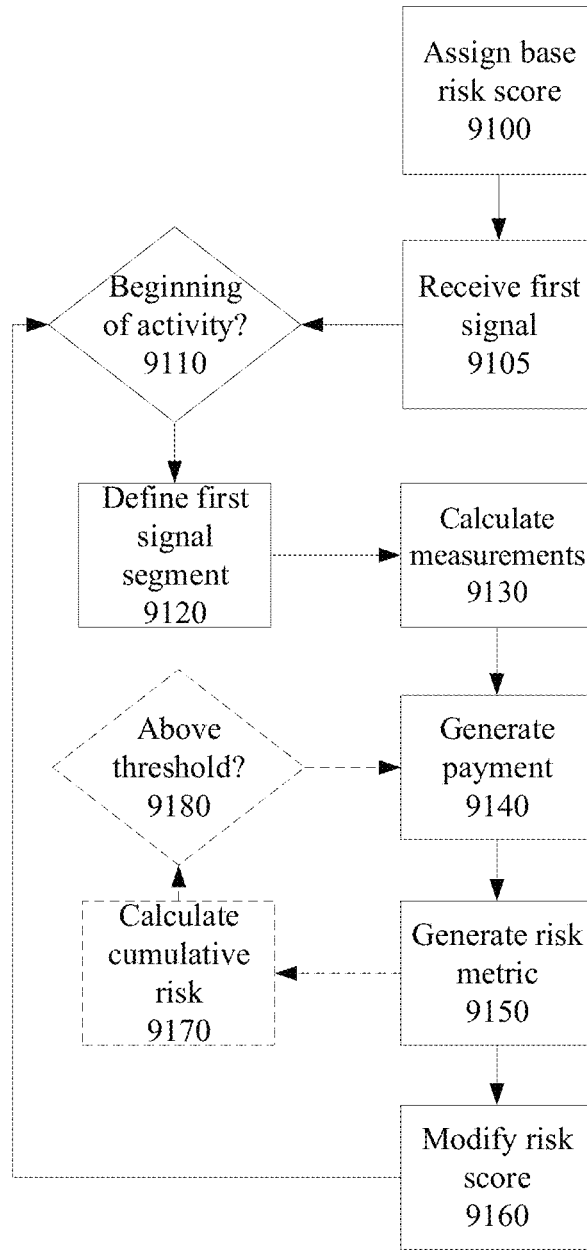 Assign base
risk score
9100
Receive first
signal
9105
Beginning
of activity?
9110
Define first
signal
segment
9120
Calculate
measurements
9130
Generate
payment
9140
Above
threshold?
9180
Generate risk
metric
9150
Calculate
cumulative
risk
9170
Modify risk
score
9160